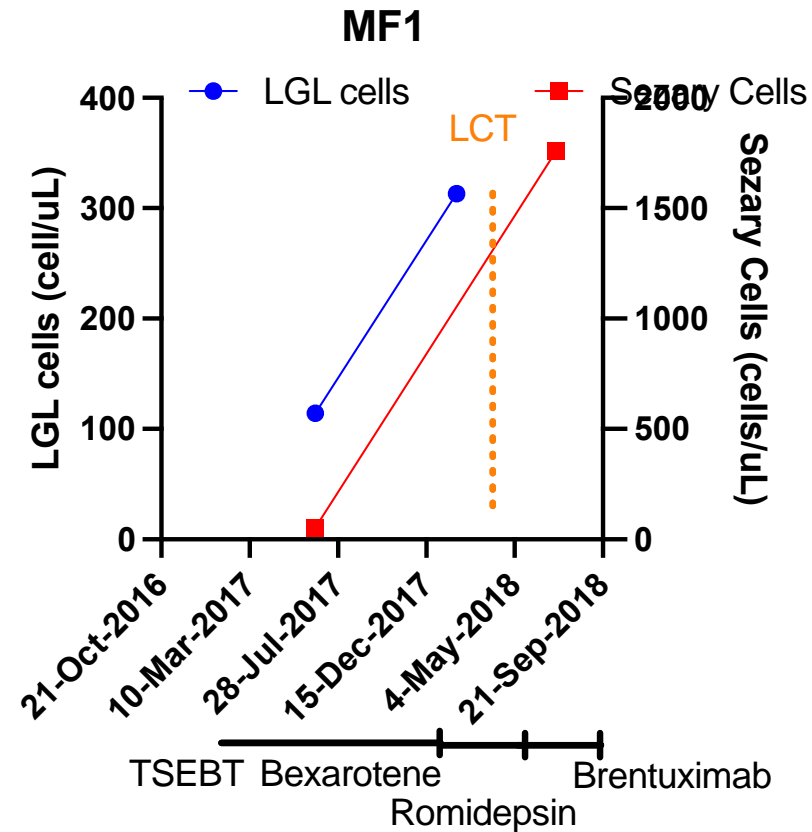 MF1
LGL cells
Sezary Cells
LCT
LGL cells (cell/uL)
400
300
200
100
0
2000
1500
1000
500
0
Sezary Cells (cells/uL)
21-Oct-2016
10-Mar-2017
28-Jul-2017
15-Dec-2017
4-May-2018
21-Sep-2018
TSEBT Bexarotene
Brentuximab
Romidepsin